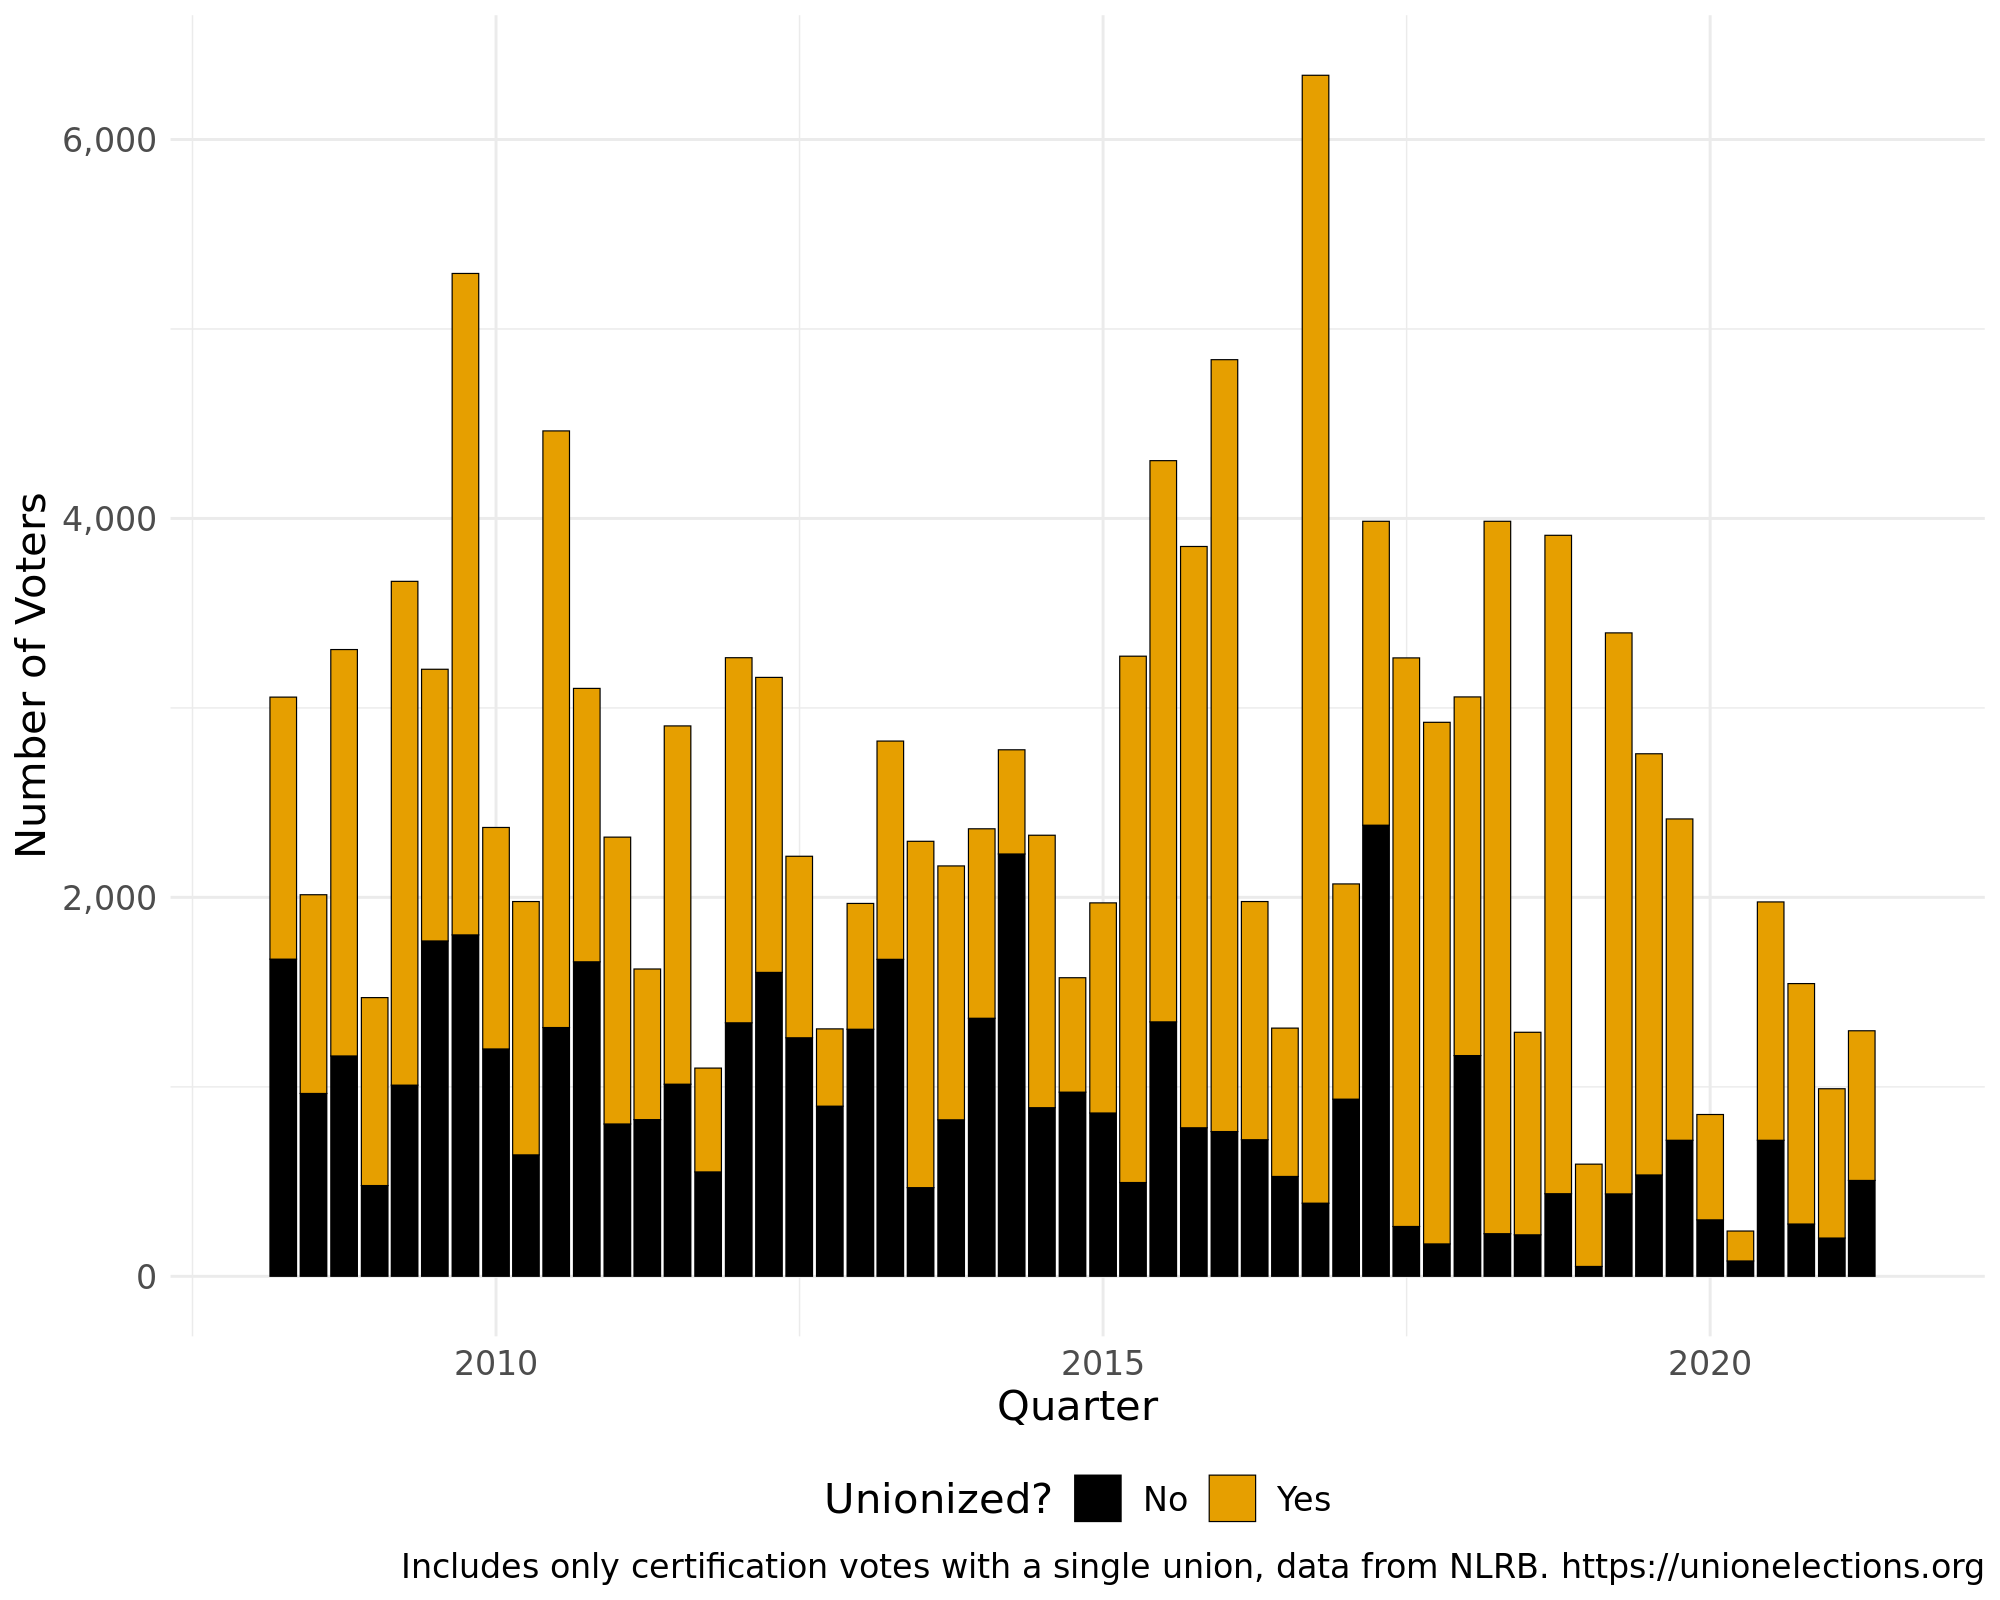 6,000
4,000
2,000
0
Number of Voters
2010 2015 2020
Quarter
Unionized? No Yes
Includes only certification votes with a single union, data from NLRB. https://unionelections.org